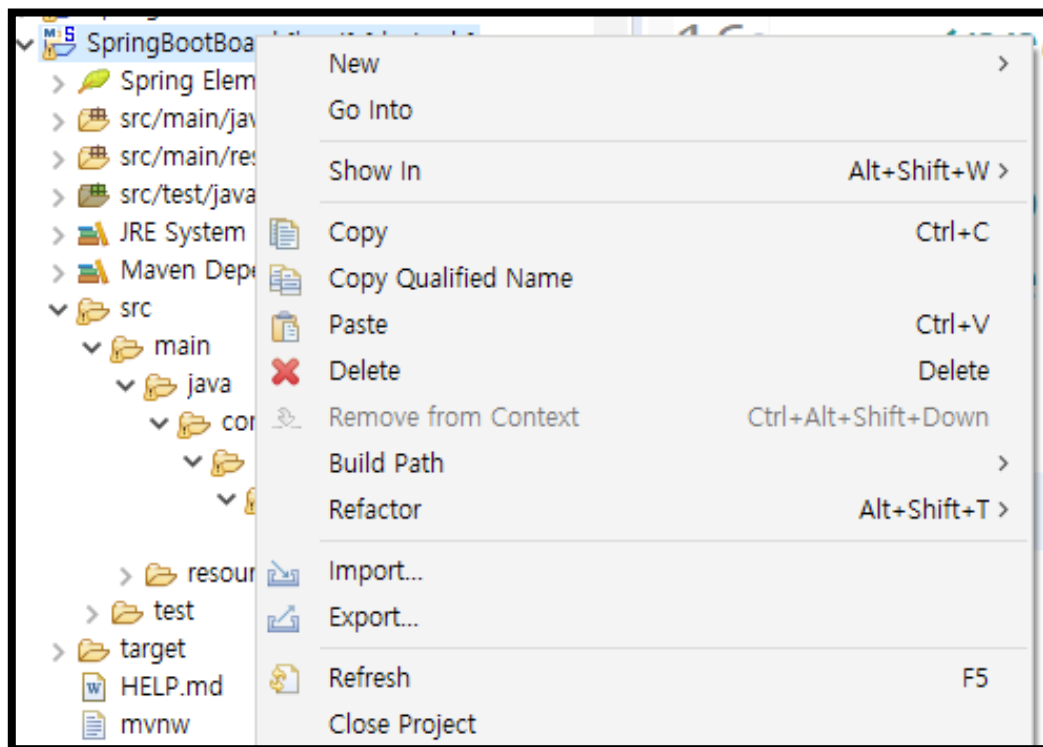 SpringBootBoa
Spring Elem
src/main/jav
src/main/res
src/test/java
JRE System
Maven Depe
src
main
java
cor
resour
test
target
HELP.md
mvnw
New
Go Into
Show In Alt+Shift+W
Copy Ctrl+C
Copy Qualified Name
Paste Ctrl+V
Delete Delete
Remove from Context Ctrl+Alt+Shift+Down
Build Path
Refactor Alt+Shift+T
Import...
Export...
Refresh F5
Close Project